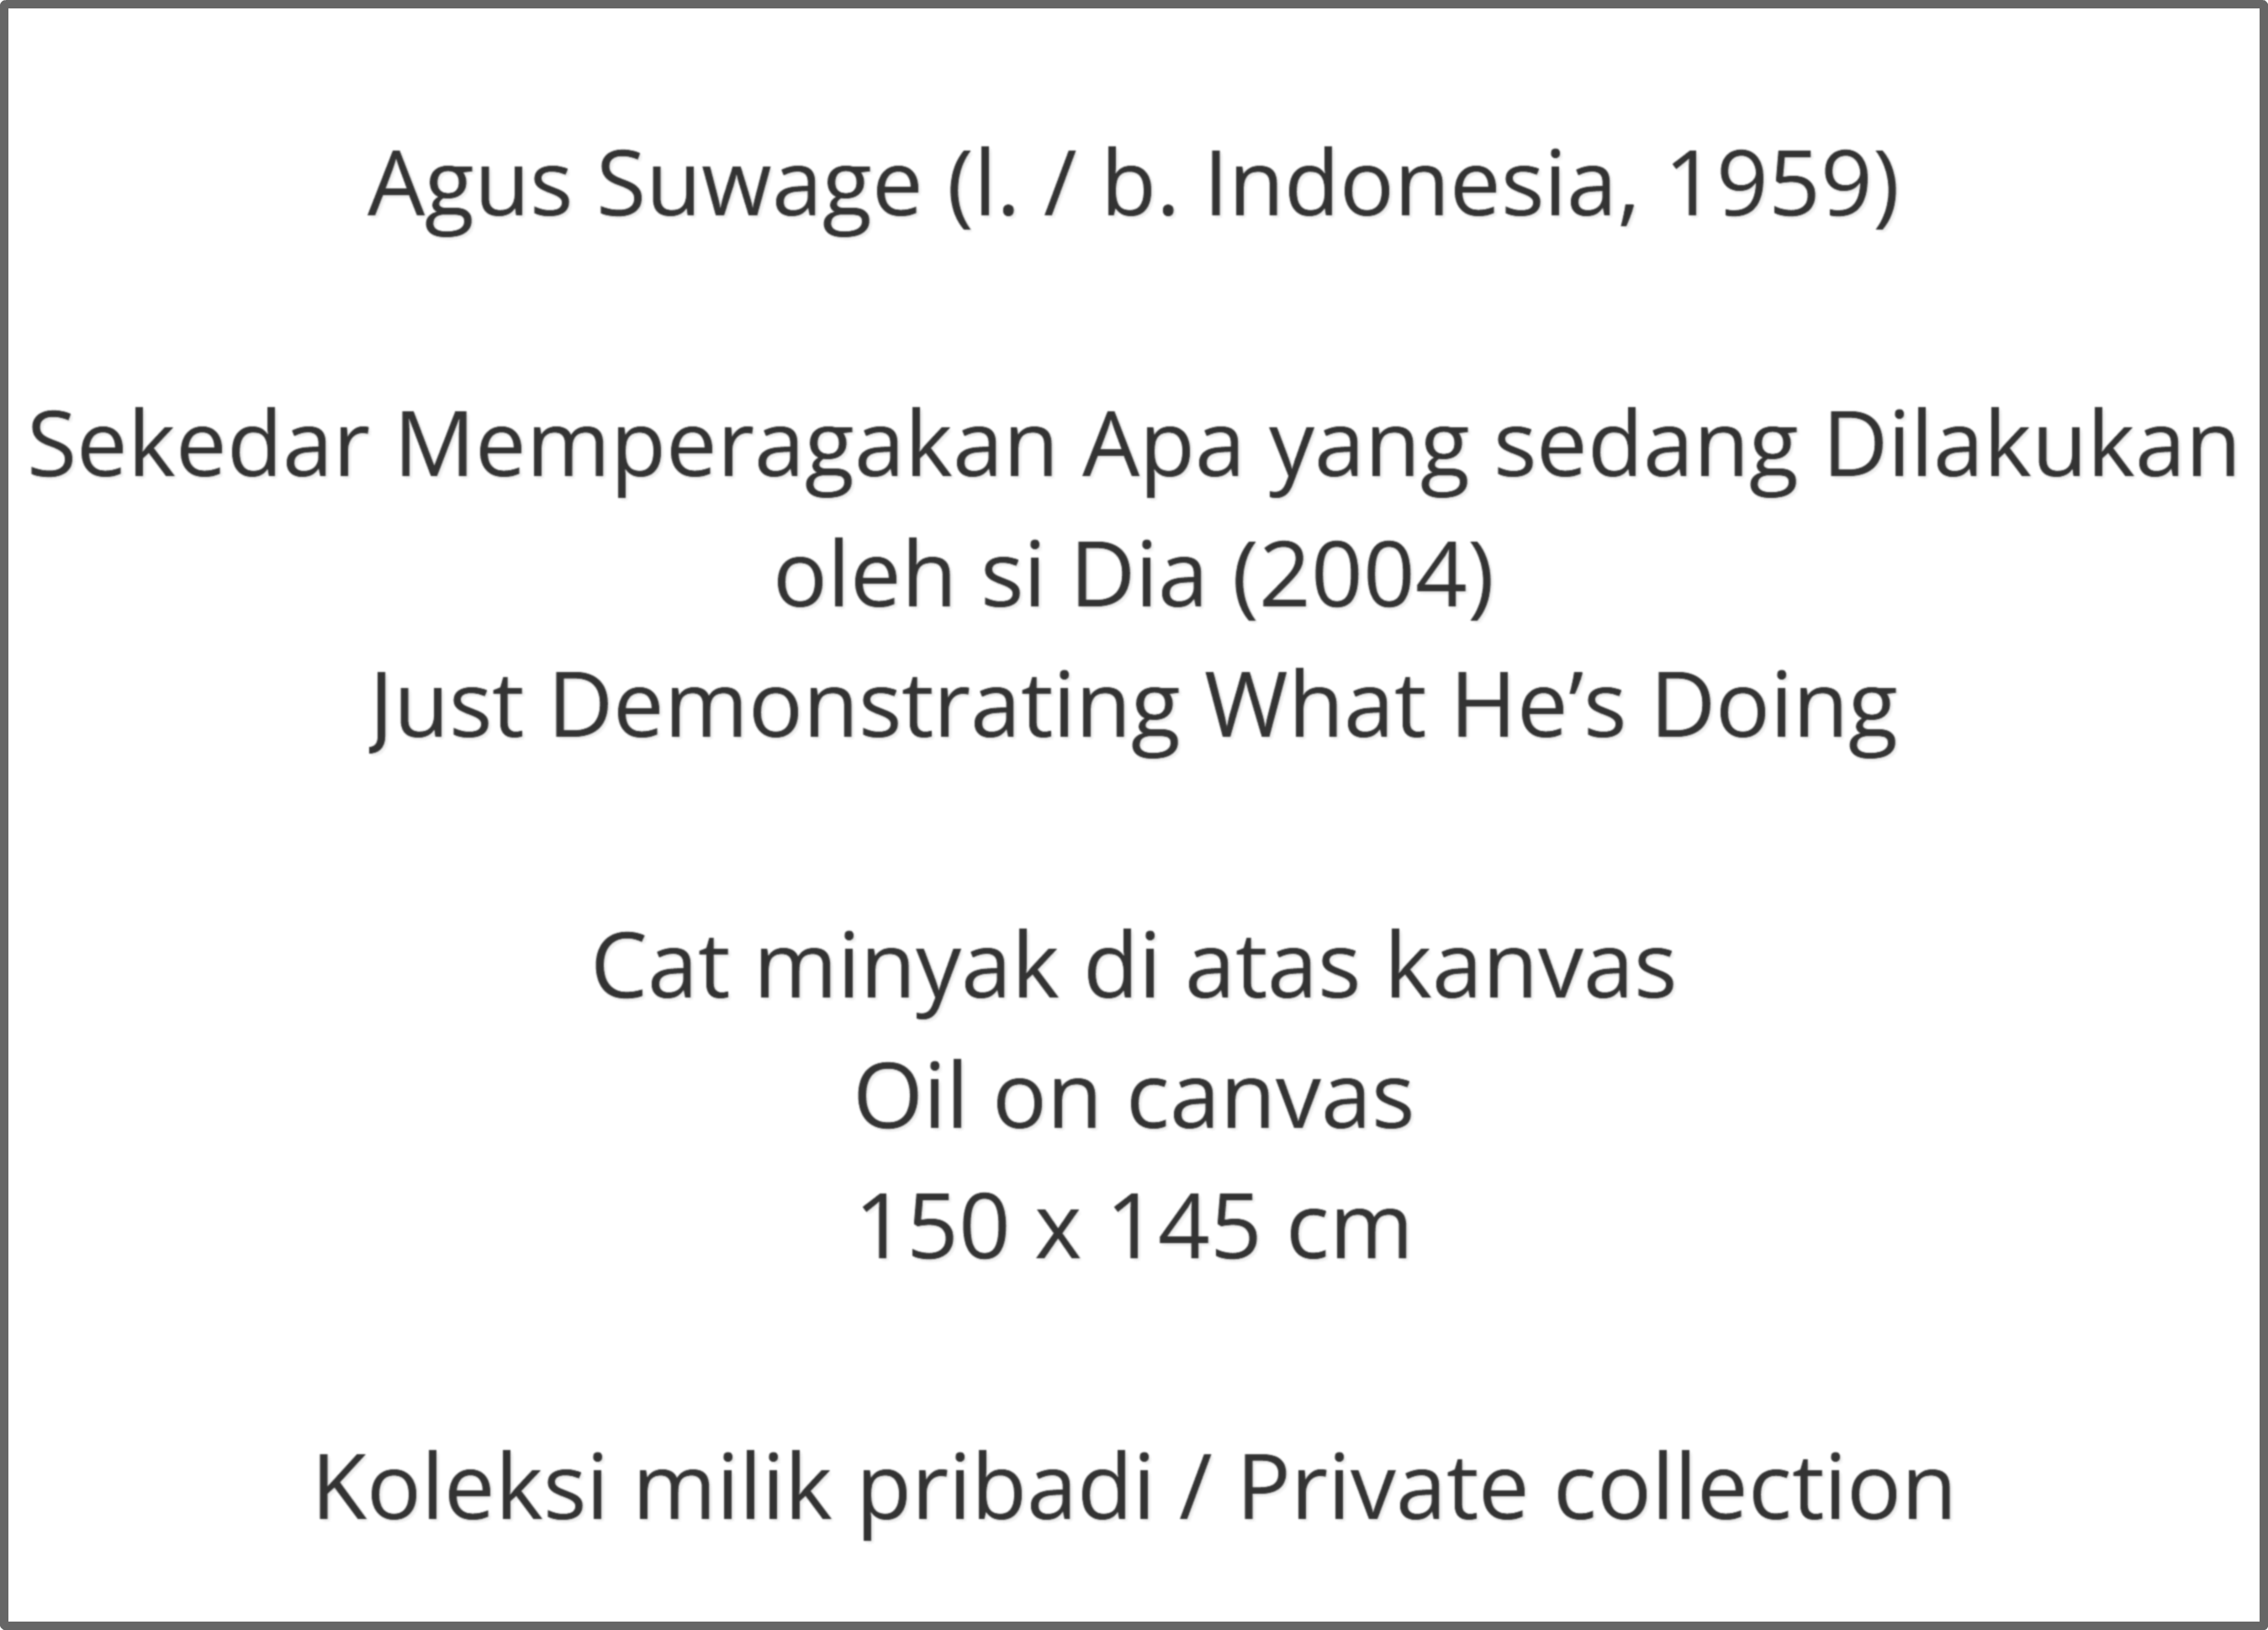 Agus Suwage (l. / b. Indonesia, 1959)
Sekedar Memperagakan Apa yang sedang Dilakukan
oleh si Dia (2004)
Just Demonstrating What He’s Doing
Cat minyak di atas kanvas
Oil on canvas
150 x 145 cm
Koleksi milik pribadi / Private collection